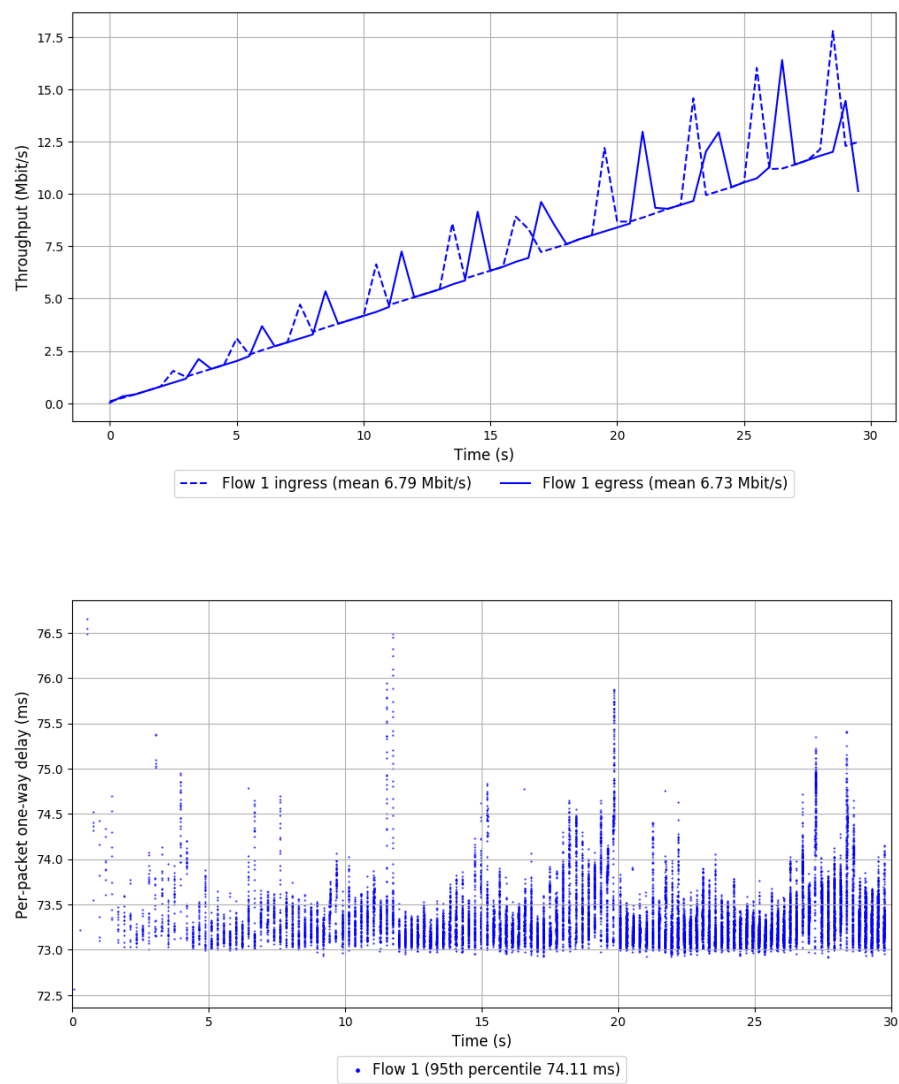 17.5
15.0
12.5
10.0
7.5
5.0
2.5
0.0
Throughput (Mbit/s)
0 5 10 15 20 25 30
Time (s)
Flow 1 ingress (mean 6.79 Mbit/s) Flow 1 egress (mean 6.73 Mbit/s)
76.5
76.0
75.5
75.0
74.5
74.0
73.5
73.0
72.5
Per-packet one-way delay (ms)
0 5 10 15 20 25 30
Time (s)
Flow 1 (95th percentile 74.11 ms)